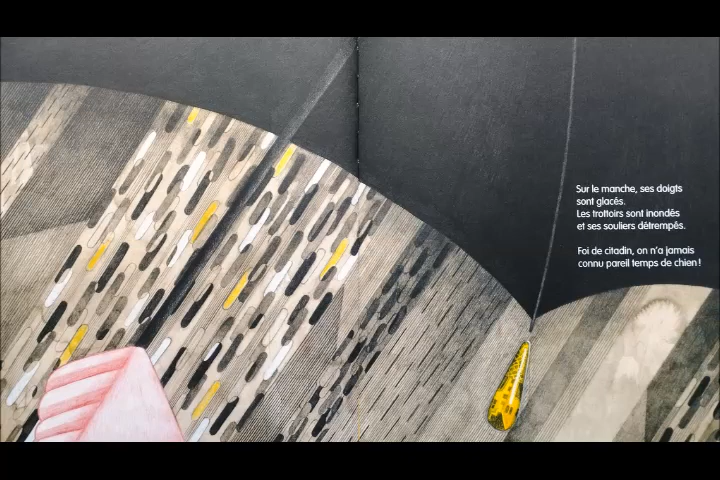 Sur le manche, ses doigts
sont glacés.
Les trottoirs sont inondés
et ses souliers détrempés.
Foi de citadin, on n'a jamais
connu pareil temps de chien !